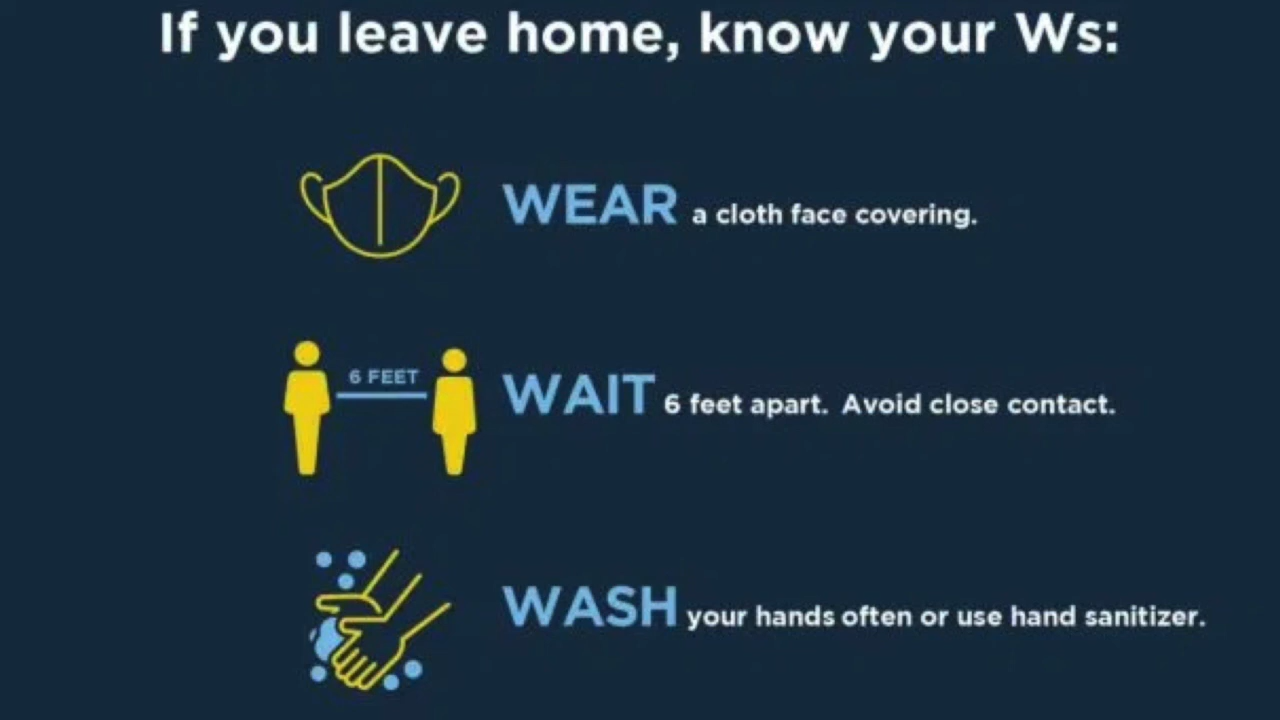 If you leave home, know your Ws:
WEAR a cloth face covering.
6 FEET
WAIT 6 feet apart. Avoid close contact.
WASH your hands often or use hand sanitizer.